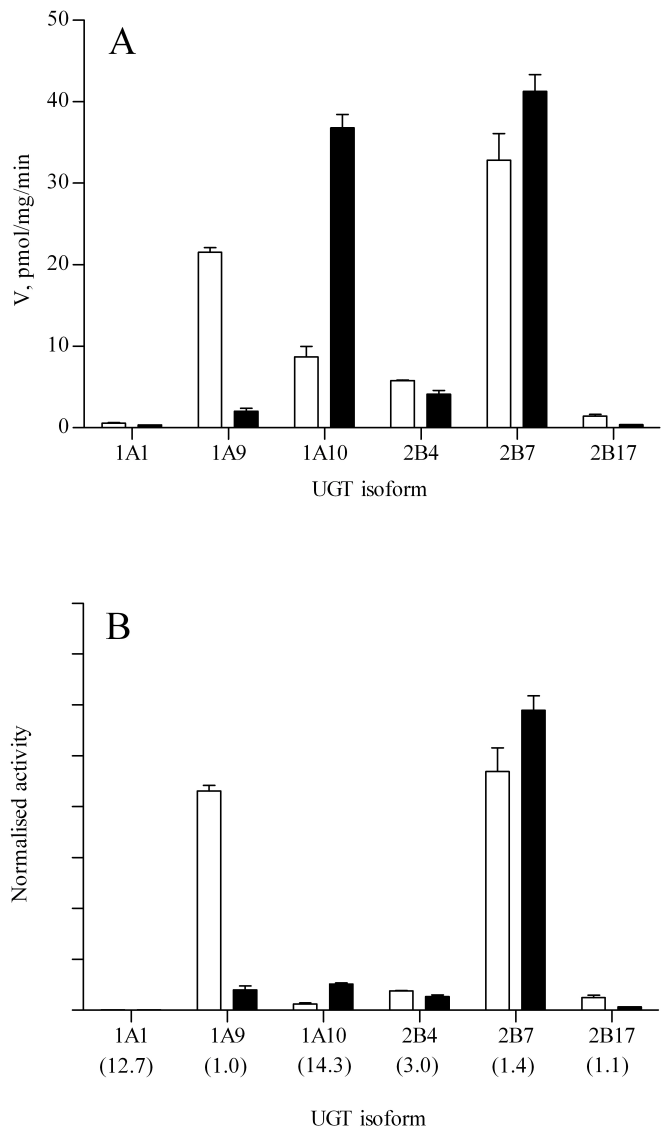 A
50
40
30
20
10
0
V, pmol/mg/min
1A1 1A9 1A10 2B4 2B7 2B17
UGT isoform
B
Normalised activity
1A1 1A9 1A10 2B4 2B7 2B17
(12.7) (1.0) (14.3) (3.0) (1.4) (1.1)
UGT isoform